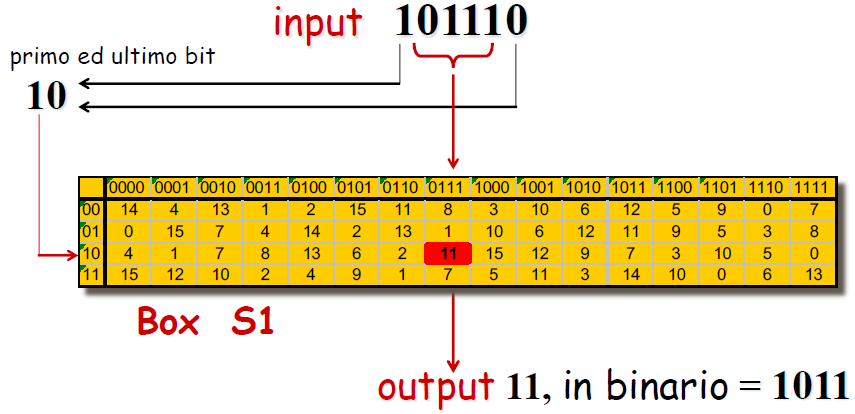 input 101110
primo ed ultimo bit
10
0000 0001 0010 0011 0100 0101 0110 0111 1000 1001 1010 1011 1100 1101 1110 1111
00 14 4 13 1 2 15 11 8 3 10 6 12 5 9 0 7
01 0 15 7 4 14 2 13 1 10 6 12 11 9 5 3 8
10 4 1 7 8 13 6 2 11 15 12 9 7 3 10 5 0
11 15 12 10 2 4 9 1 7 5 11 3 14 10 0 6 13
Box S1
output 11, in binario = 1011